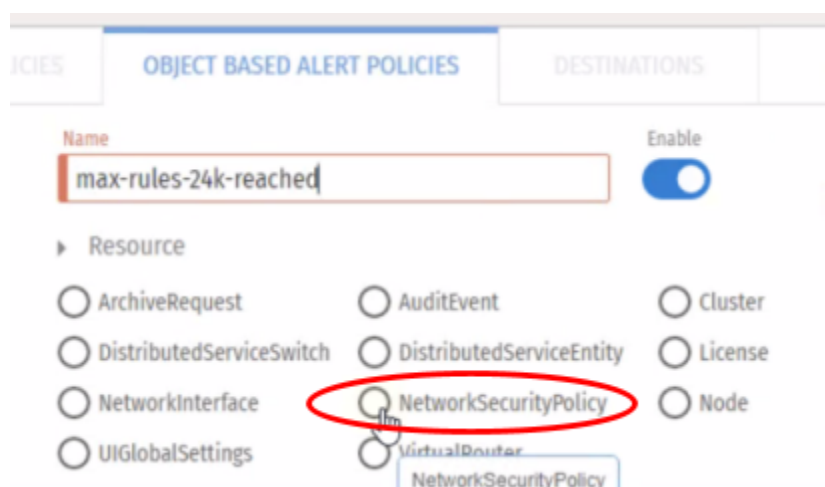 ICIES OBJECT BASED ALERT POLICIES DESTINATIONS
Name Enable
max-rules-24k-reached
Resource
ArchiveRequest AuditEvent Cluster
DistributedServiceSwitch DistributedServiceEntity License
NetworkInterface NetworkSecurityPolicy Node
UIGlobalSettings VirtualRouter
NetworkSecurityPolicy